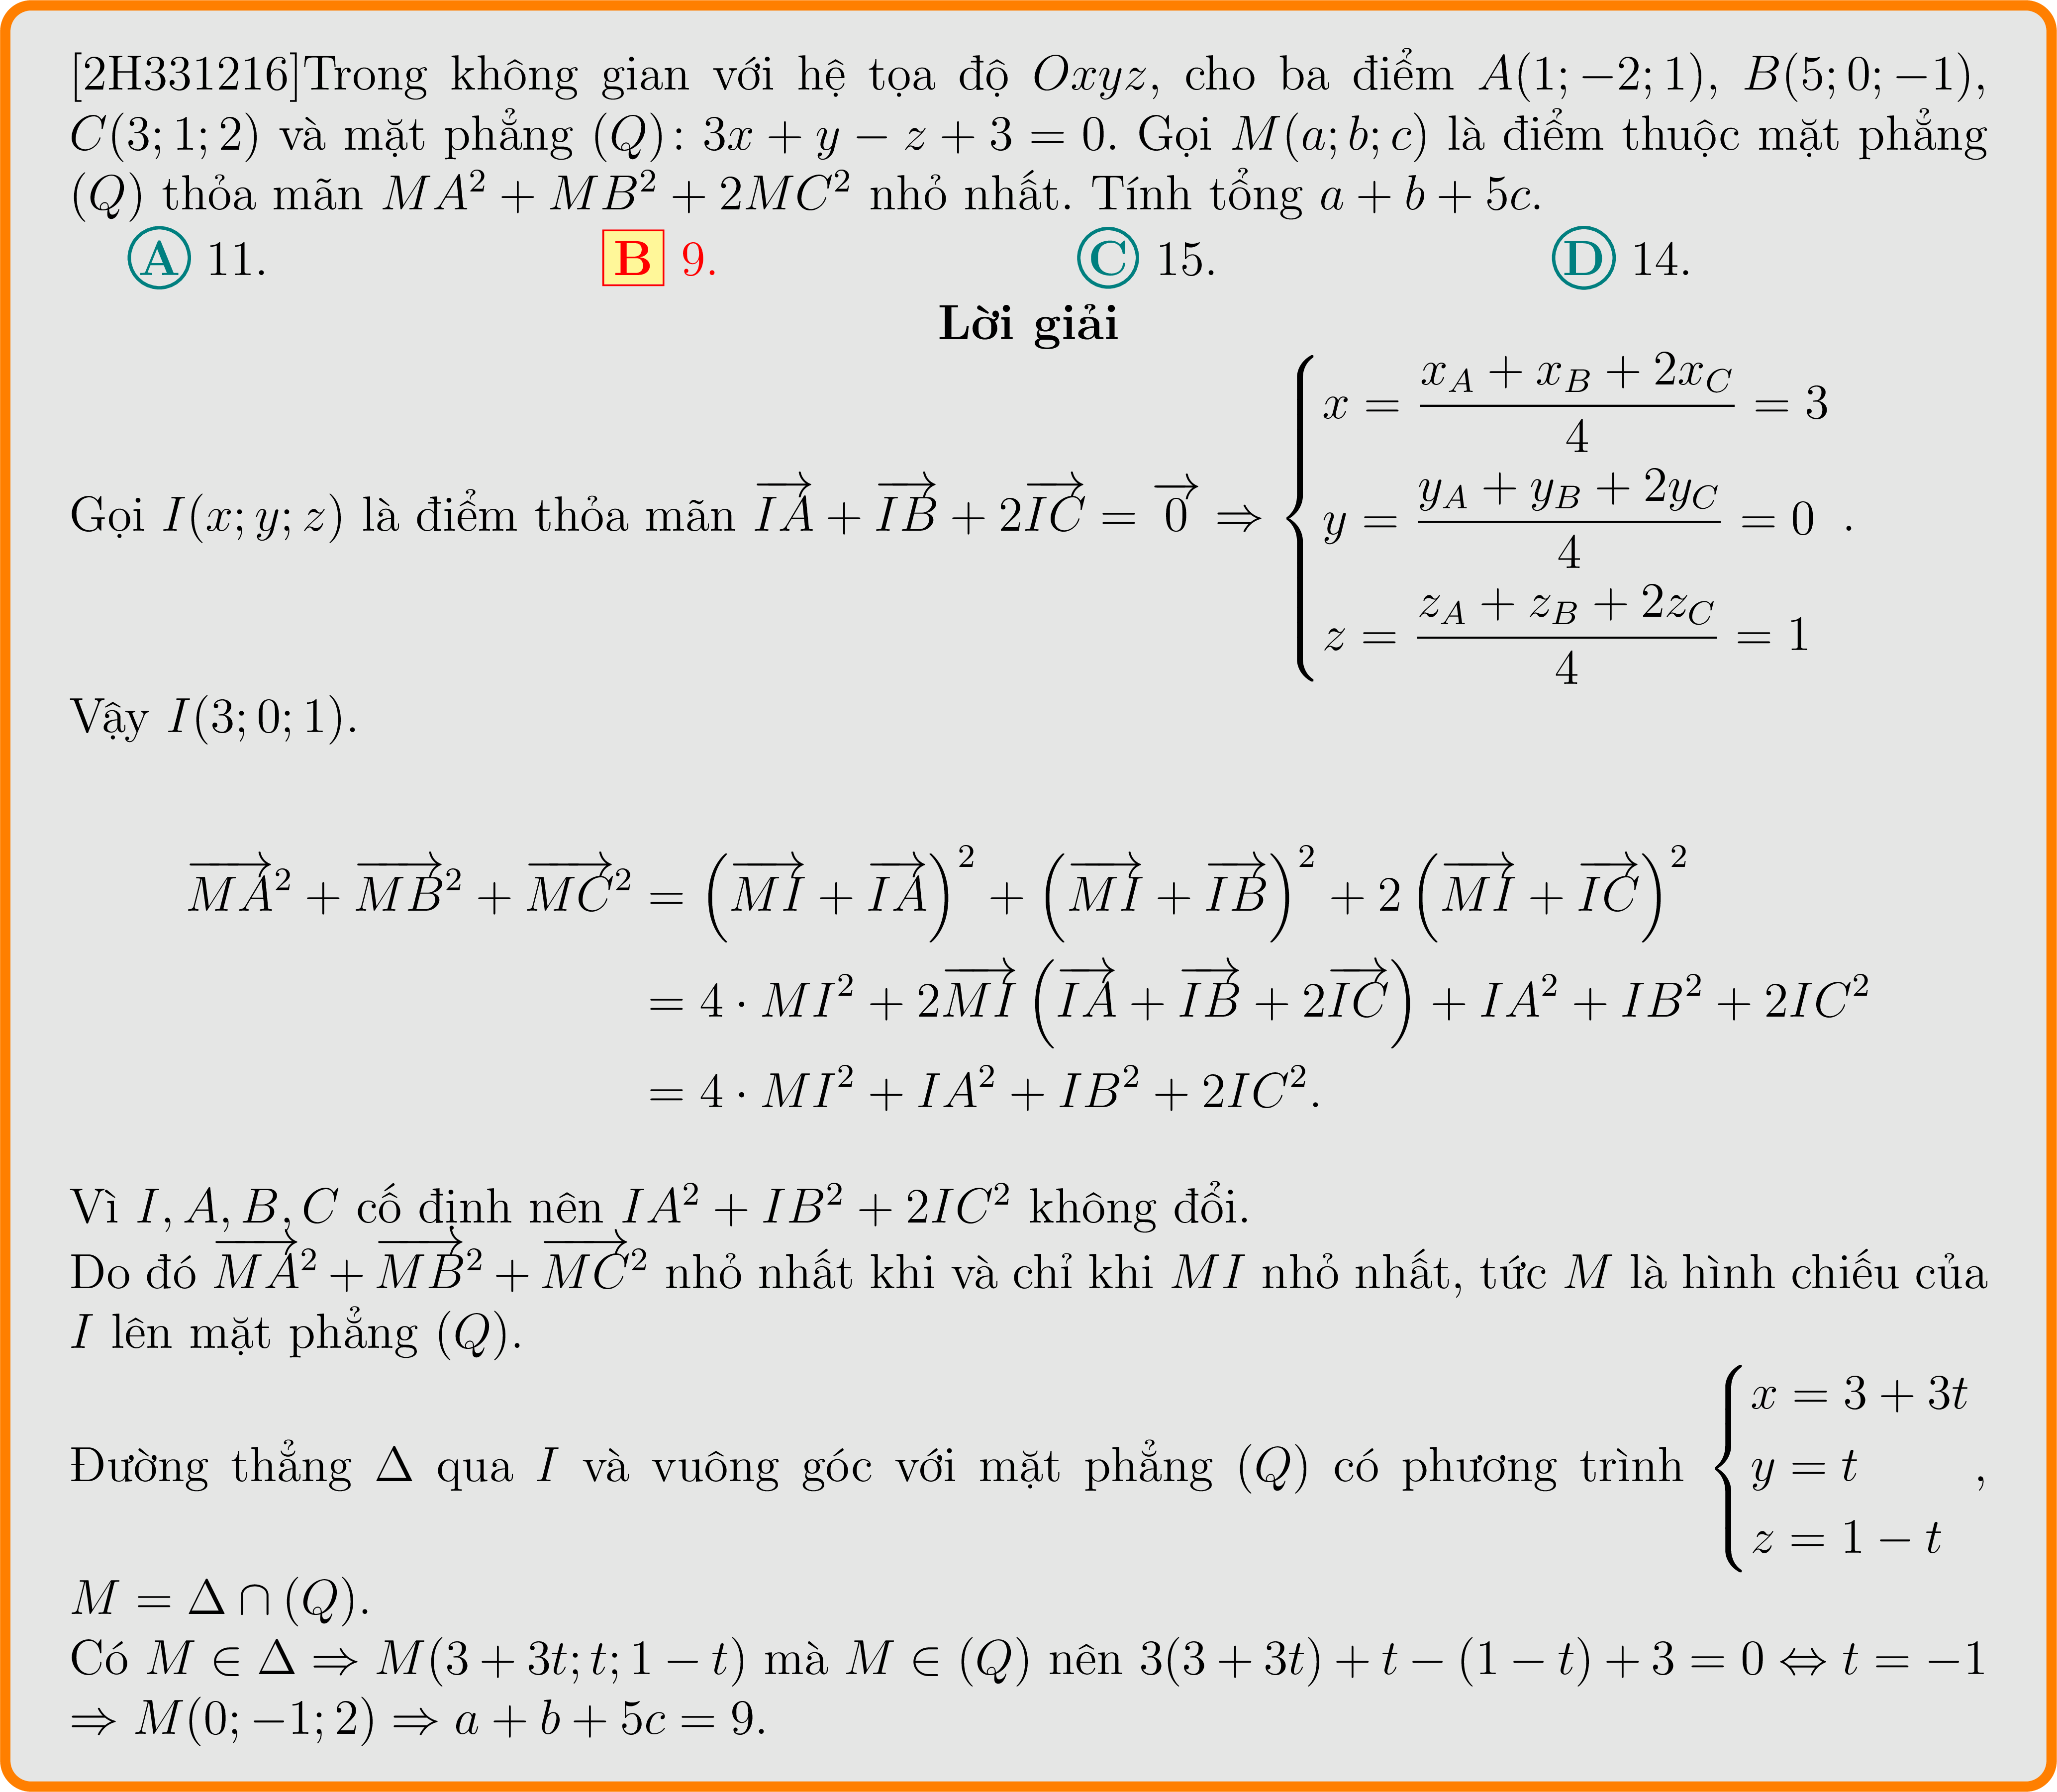 [2H331216]Trong không gian với hệ tọa độ $Oxyz$, cho ba điểm $A(1;-2;1)$, $B(5;0;-1)$,
$C(3;1;2)$ và mặt phẳng $(Q)\colon 3x+y-z+3=0$. Gọi $M(a;b;c)$ là điểm thuộc mặt phẳng
$(Q)$ thỏa mãn $MA^2+MB^2+2MC^2$ nhỏ nhất. Tính tổng $a+b+5c$.
A 11. B 9. C 15. D 14.
Lời giải
Gọi $I(x;y;z)$ là điểm thỏa mãn $\overrightarrow{IA}+\overrightarrow{IB}+2\overrightarrow{IC}=\overrightarrow{0} \Rightarrow \begin{cases} x=\dfrac{x_A+x_B+2x_C}{4}=3 \\ y=\dfrac{y_A+y_B+2y_C}{4}=0 \\ z=\dfrac{z_A+z_B+2z_C}{4}=1 \end{cases}$.
Vậy $I(3;0;1)$.
$\overrightarrow{MA}^2+\overrightarrow{MB}^2+\overrightarrow{MC}^2=\left(\overrightarrow{MI}+\overrightarrow{IA}\right)^2+\left(\overrightarrow{MI}+\overrightarrow{IB}\right)^2+2\left(\overrightarrow{MI}+\overrightarrow{IC}\right)^2$
$=4\cdot MI^2+2\overrightarrow{MI}\left(\overrightarrow{IA}+\overrightarrow{IB}+2\overrightarrow{IC}\right)+IA^2+IB^2+2IC^2$
$=4\cdot MI^2+IA^2+IB^2+2IC^2.$
Vì $I,A,B,C$ cố định nên $IA^2+IB^2+2IC^2$ không đổi.
Do đó $\overrightarrow{MA}^2+\overrightarrow{MB}^2+\overrightarrow{MC}^2$ nhỏ nhất khi và chỉ khi $MI$ nhỏ nhất, tức $M$ là hình chiếu của
$I$ lên mặt phẳng $(Q)$.
Đường thẳng $\Delta$ qua $I$ và vuông góc với mặt phẳng $(Q)$ có phương trình $\begin{cases} x=3+3t \\ y=t \\ z=1-t \end{cases}$,
$M=\Delta\cap(Q)$.
Có $M\in\Delta\Rightarrow M(3+3t;t;1-t)$ mà $M\in(Q)$ nên $3(3+3t)+t-(1-t)+3=0\Leftrightarrow t=-1$
$\Rightarrow M(0;-1;2)\Rightarrow a+b+5c=9$.